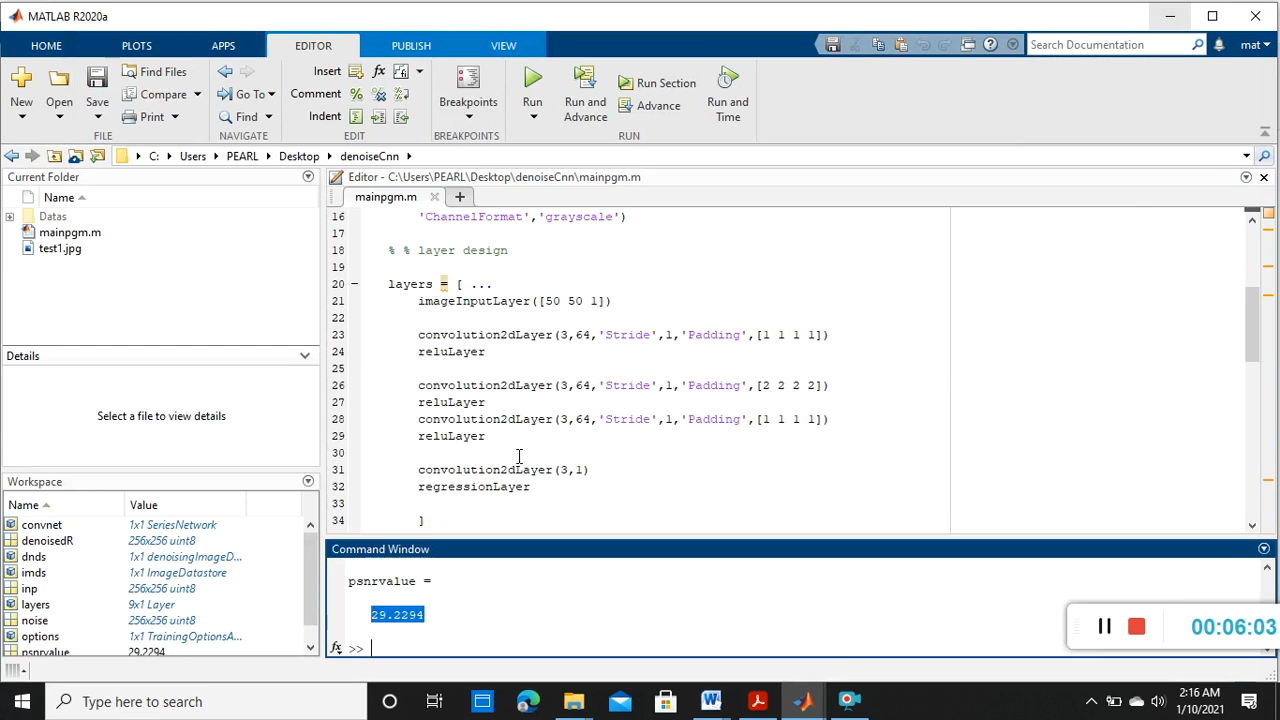 MATLAB R2020a
HOME PLOTS APPS EDITOR PUBLISH VIEW
Search Documentation
mat
New
Open
Save
Find Files
Compare
Print
FILE
Go To
Find
NAVIGATE
Insert
Comment
Indent
EDIT
Breakpoints
BREAKPOINTS
Run
Run and
Advance
Run Section
Advance
Run and
Time
RUN
C: Users PEARL Desktop denoiseCnn
Current Folder
Name
Datas
mainpgm.m
test1.jpg
Details
Select a file to view details
Workspace
Name Value
convnet 1x1 SeriesNetwork
denoisedR 256x256 uint8
dnds 1x1 denoisingImageD...
imds 1x1 ImageDatastore
inp 256x256 uint8
layers 9x1 Layer
noise 256x256 uint8
options 1x1 TrainingOptionsA...
psnrvalue 29.2294
Editor - C:\Users\PEARL\Desktop\denoiseCnn\mainpgm.m
mainpgm.m
16 'ChannelFormat','grayscale')
17
18 % % layer design
19
20 layers = [ ...
21 imageInputLayer([50 50 1])
22
23 convolution2dLayer(3,64,'Stride',1,'Padding',[1 1 1 1])
24 reluLayer
25
26 convolution2dLayer(3,64,'Stride',1,'Padding',[2 2 2 2])
27 reluLayer
28 convolution2dLayer(3,64,'Stride',1,'Padding',[1 1 1 1])
29 reluLayer
30
31 convolution2dLayer(3,1)
32 regressionLayer
33
34 ]
Command Window
psnrvalue =
29.2294
fx >>
00:06:03
Type here to search
2:16 AM
1/10/2021